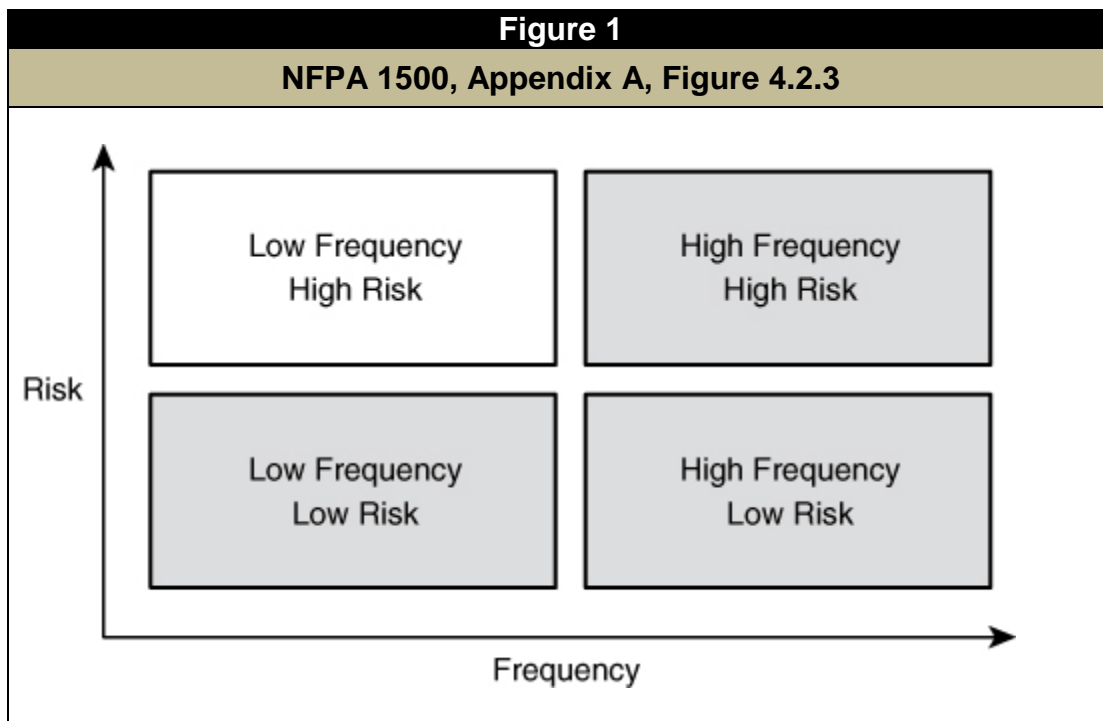 Figure 1
NFPA 1500, Appendix A, Figure 4.2.3
Low Frequency
High Risk
High Frequency
High Risk
Risk
Low Frequency
Low Risk
High Frequency
Low Risk
Frequency